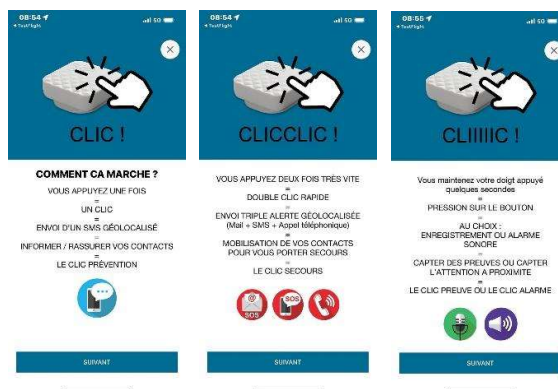 08:54
5G
TestFlight
CLIC !
COMMENT CA MARCHE ?
VOUS APPUYEZ UNE FOIS
=
UN CLIC
=
ENVOI D'UN SMS GÉOLOCALISÉ
=
INFORMER / RASSURER VOS CONTACTS
=
LE CLIC PRÉVENTION
SUIVANT
08:54
5G
TestFlight
CLICCLIC !
VOUS APPUYEZ DEUX FOIS TRÈS VITE
=
DOUBLE CLIC RAPIDE
=
ENVOI TRIPLE ALERTE GÉOLOCALISÉE
(Mail + SMS + Appel téléphonique)
=
MOBILISATION DE VOS CONTACTS
POUR VOUS PORTER SECOURS
=
LE CLIC SECOURS
SOS
SOS
SUIVANT
08:55
5G
TestFlight
CLIIIIIC !
Vous maintenez votre doigt appuyé
quelques secondes
=
PRESSION SUR LE BOUTON
=
AU CHOIX :
ENREGISTREMENT OU ALARME
SONORE
=
CAPTER DES PREUVES OU CAPTER
L'ATTENTION A PROXIMITE
=
LE CLIC PREUVE OU LE CLIC ALARME
SUIVANT